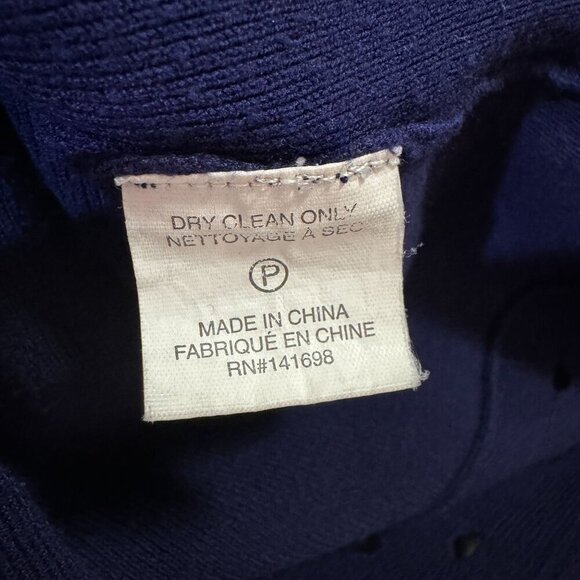 DRY CLEAN ONLY
NETTOYAGE À SEC
P
MADE IN CHINA
FABRIQUÉ EN CHINE
RN#141698